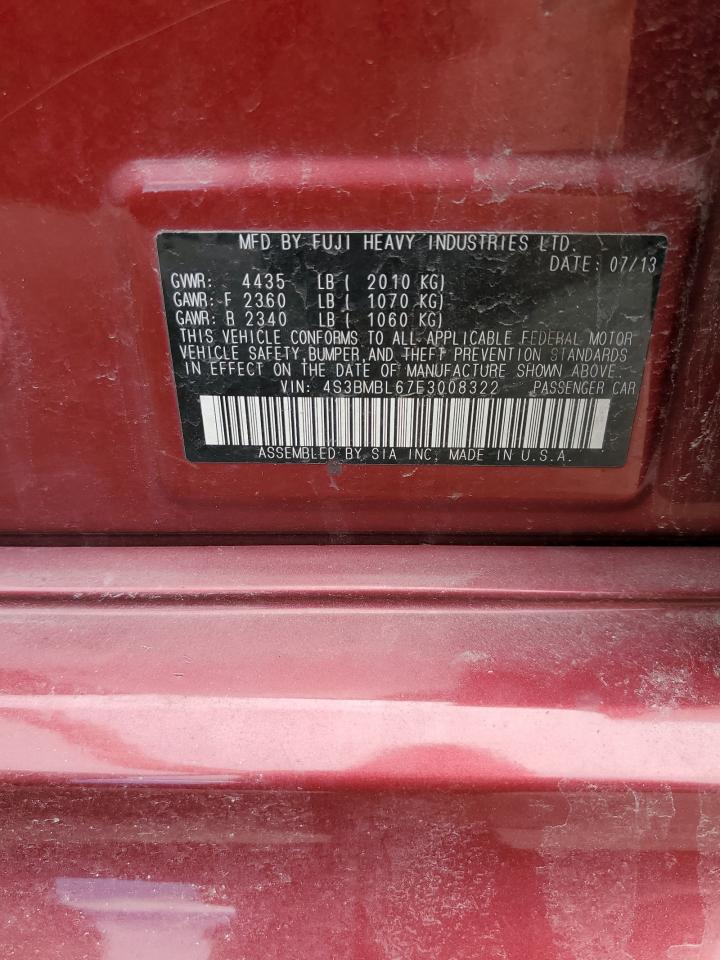 MFD BY FUJI HEAVY INDUSTRIES LTD.
DATE: 07/13
GVWR: 4435 LB ( 2010 KG)
GAWR: F 2360 LB ( 1070 KG)
GAWR: R 2340 LB ( 1060 KG)
THIS VEHICLE CONFORMS TO ALL APPLICABLE FEDERAL MOTOR
VEHICLE SAFETY, BUMPER, AND THEFT PREVENTION STANDARDS
IN EFFECT ON THE DATE OF MANUFACTURE SHOWN ABOVE.
VIN: 4S3BMBL67E3008322 PASSENGER CAR
ASSEMBLED BY SIA INC. MADE IN U.S.A.